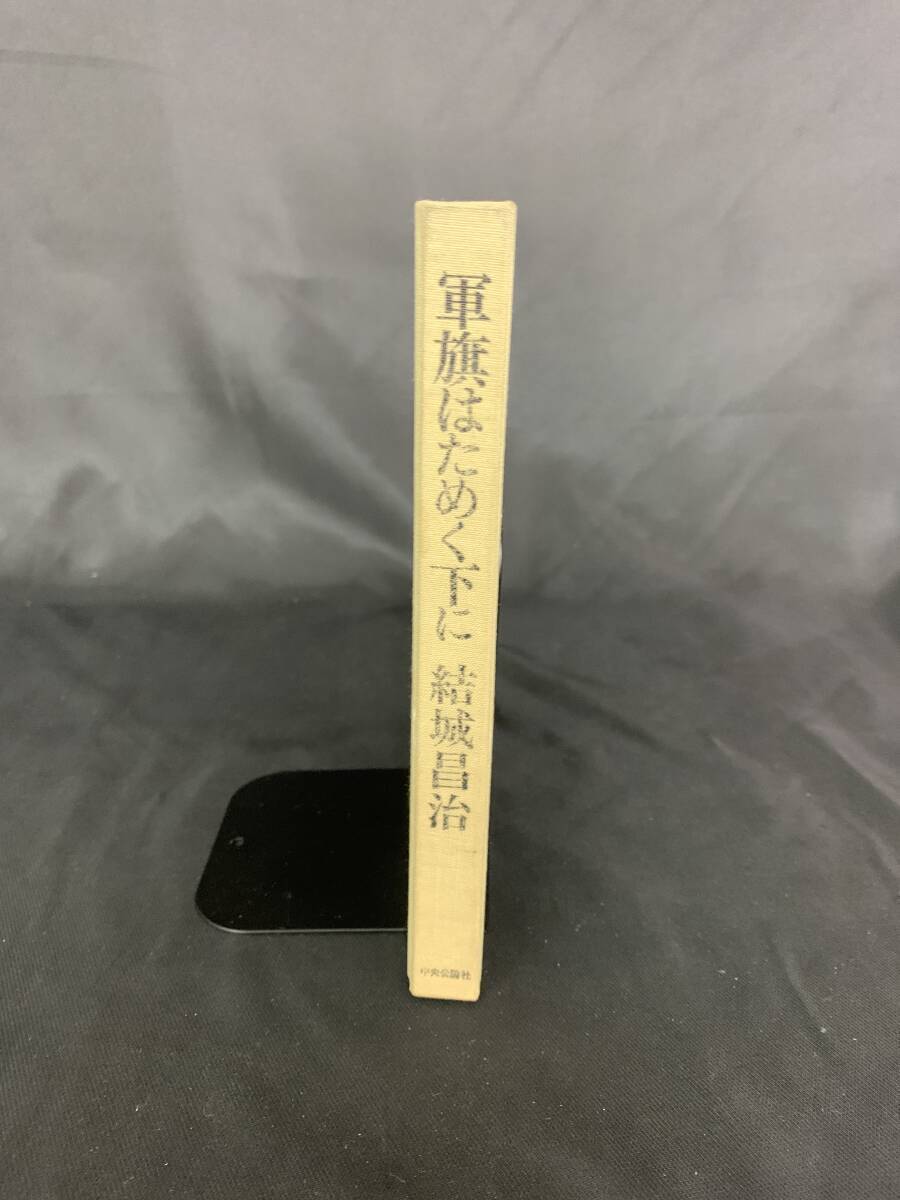 軍旗はためく下に 結城昌治
中央公論社